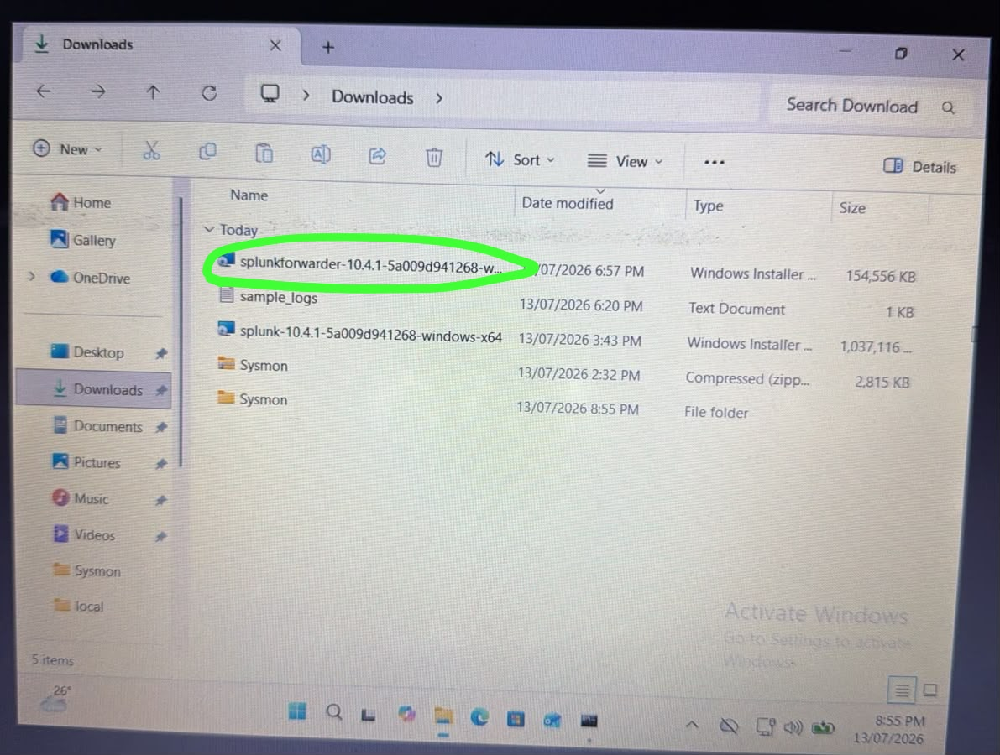 Downloads
Downloads
Search Download
New
Sort
View
Details
Name
Date modified
Type
Size
Home
Gallery
OneDrive
Desktop
Downloads
Documents
Pictures
Music
Videos
Sysmon
local
Today
splunkforwarder-10.4.1-5a009d941268-w... /07/2026 6:57 PM Windows Installer ... 154,556 KB
sample_logs 13/07/2026 6:20 PM Text Document 1 KB
splunk-10.4.1-5a009d941268-windows-x64 13/07/2026 3:43 PM Windows Installer ... 1,037,116 ...
Sysmon 13/07/2026 2:32 PM Compressed (zipp... 2,815 KB
Sysmon 13/07/2026 8:55 PM File folder
Activate Windows
Go to Settings to activate
Windows.
5 items
26°
8:55 PM
13/07/2026